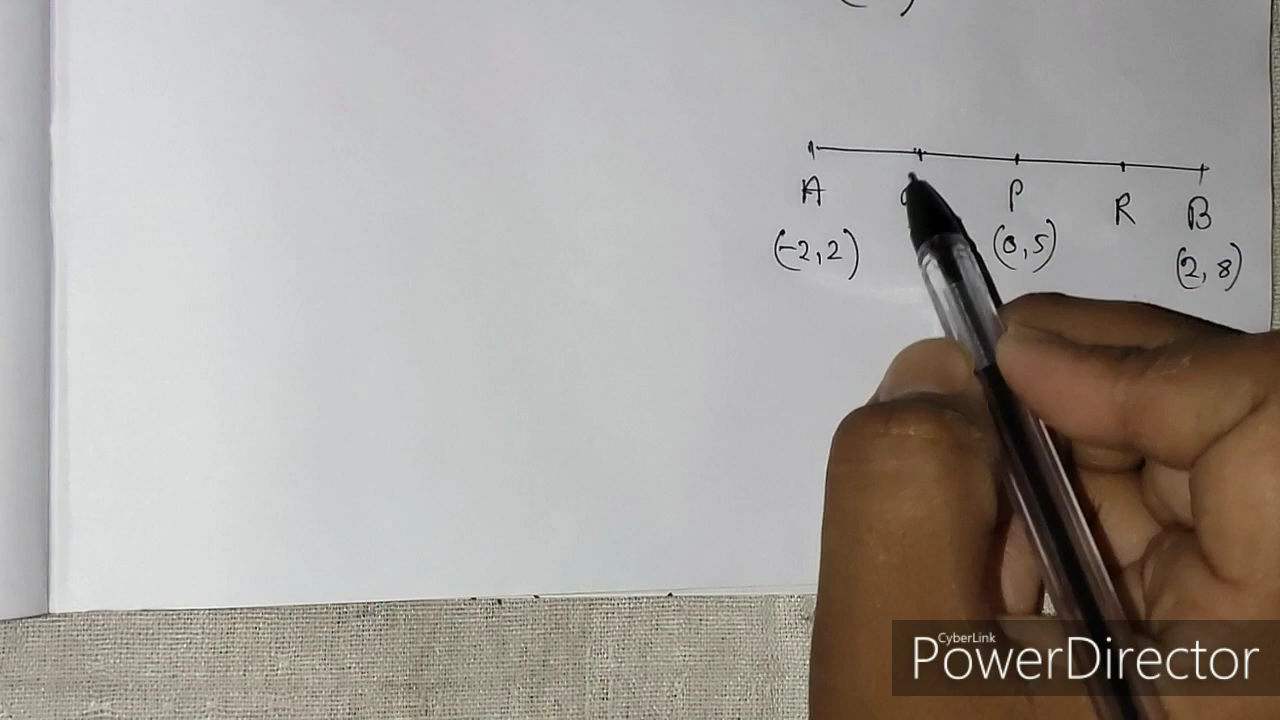 A P R B
(-2,2) (0,5) (2,8)
CyberLink
PowerDirector